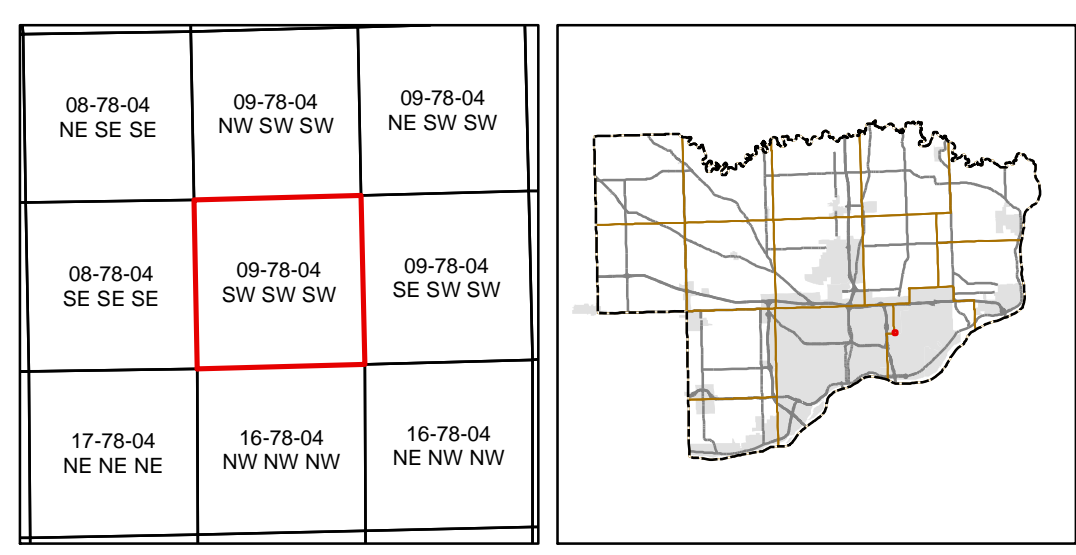 08-78-04
NE SE SE
09-78-04
NW SW SW
09-78-04
NE SW SW
08-78-04
SE SE SE
09-78-04
SW SW SW
09-78-04
SE SW SW
17-78-04
NE NE NE
16-78-04
NW NW NW
16-78-04
NE NW NW